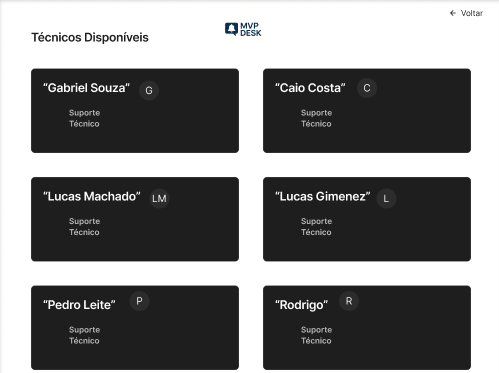 ← Voltar
MVP
DESK
Técnicos Disponíveis
“Gabriel Souza” G
Suporte
Técnico
“Caio Costa” C
Suporte
Técnico
“Lucas Machado” LM
Suporte
Técnico
“Lucas Gimenez” L
Suporte
Técnico
“Pedro Leite” P
Suporte
Técnico
“Rodrigo” R
Suporte
Técnico